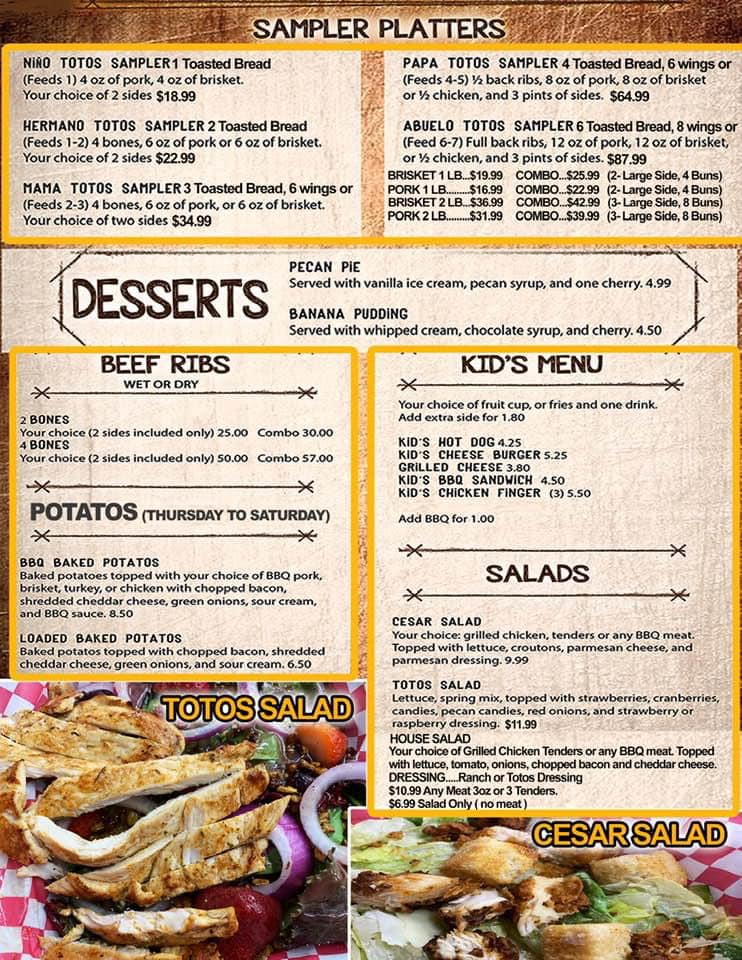 SAMPLER PLATTERS
NIÑO TOTOS SAMPLER 1 Toasted Bread
(Feeds 1) 4 oz of pork, 4 oz of brisket.
Your choice of 2 sides $18.99
HERMANO TOTOS SAMPLER 2 Toasted Bread
(Feeds 1-2) 4 bones, 6 oz of pork or 6 oz of brisket.
Your choice of 2 sides $22.99
MAMA TOTOS SAMPLER 3 Toasted Bread, 6 wings or
(Feeds 2-3) 4 bones, 6 oz of pork, or 6 oz of brisket.
Your choice of two sides $34.99
PAPA TOTOS SAMPLER 4 Toasted Bread, 6 wings or
(Feeds 4-5) ½ back ribs, 8 oz of pork, 8 oz of brisket
or ½ chicken, and 3 pints of sides. $64.99
ABUELO TOTOS SAMPLER 6 Toasted Bread, 8 wings or
(Feed 6-7) Full back ribs, 12 oz of pork, 12 oz of brisket,
or ½ chicken, and 3 pints of sides. $87.99
BRISKET 1 LB...$19.99 COMBO...$25.99 (2- Large Side, 4 Buns)
PORK 1 LB.........$16.99 COMBO...$22.99 (2- Large Side, 4 Buns)
BRISKET 2 LB...$36.99 COMBO...$42.99 (3- Large Side, 8 Buns)
PORK 2 LB.........$31.99 COMBO...$39.99 (3- Large Side, 8 Buns)
DESSERTS
PECAN PiE
Served with vanilla ice cream, pecan syrup, and one cherry. 4.99
BANANA PUDDiNG
Served with whipped cream, chocolate syrup, and cherry. 4.50
BEEF RIBS
WET OR DRY
2 BONES
Your choice (2 sides included only) 25.00 Combo 30.00
4 BONES
Your choice (2 sides included only) 50.00 Combo 57.00
POTATOS (THURSDAY TO SATURDAY)
BBQ BAKED POTATOS
Baked potatoes topped with your choice of BBQ pork,
brisket, turkey, or chicken with chopped bacon,
shredded cheddar cheese, green onions, sour cream,
and BBQ sauce. 8.50
LOADED BAKED POTATOS
Baked potatos topped with chopped bacon, shredded
cheddar cheese, green onions, and sour cream. 6.50
KID'S MENU
Your choice of fruit cup, or fries and one drink.
Add extra side for 1.80
KID'S HOT DOG 4.25
KID'S CHEESE BURGER 5.25
GRILLED CHEESE 3.80
KID'S BBQ SANDWICH 4.50
KID'S CHICKEN FINGER (3) 5.50
Add BBQ for 1.00
SALADS
CESAR SALAD
Your choice: grilled chicken, tenders or any BBQ meat.
Topped with lettuce, croutons, parmesan cheese, and
parmesan dressing. 9.99
TOTOS SALAD
Lettuce, spring mix, topped with strawberries, cranberries,
candies, pecan candies, red onions, and strawberry or
raspberry dressing. $11.99
HOUSE SALAD
Your choice of Grilled Chicken Tenders or any BBQ meat. Topped
with lettuce, tomato, onions, chopped bacon and cheddar cheese.
DRESSING.....Ranch or Totos Dressing
$10.99 Any Meat 3oz or 3 Tenders.
$6.99 Salad Only ( no meat )
TOTOS SALAD
CESAR SALAD